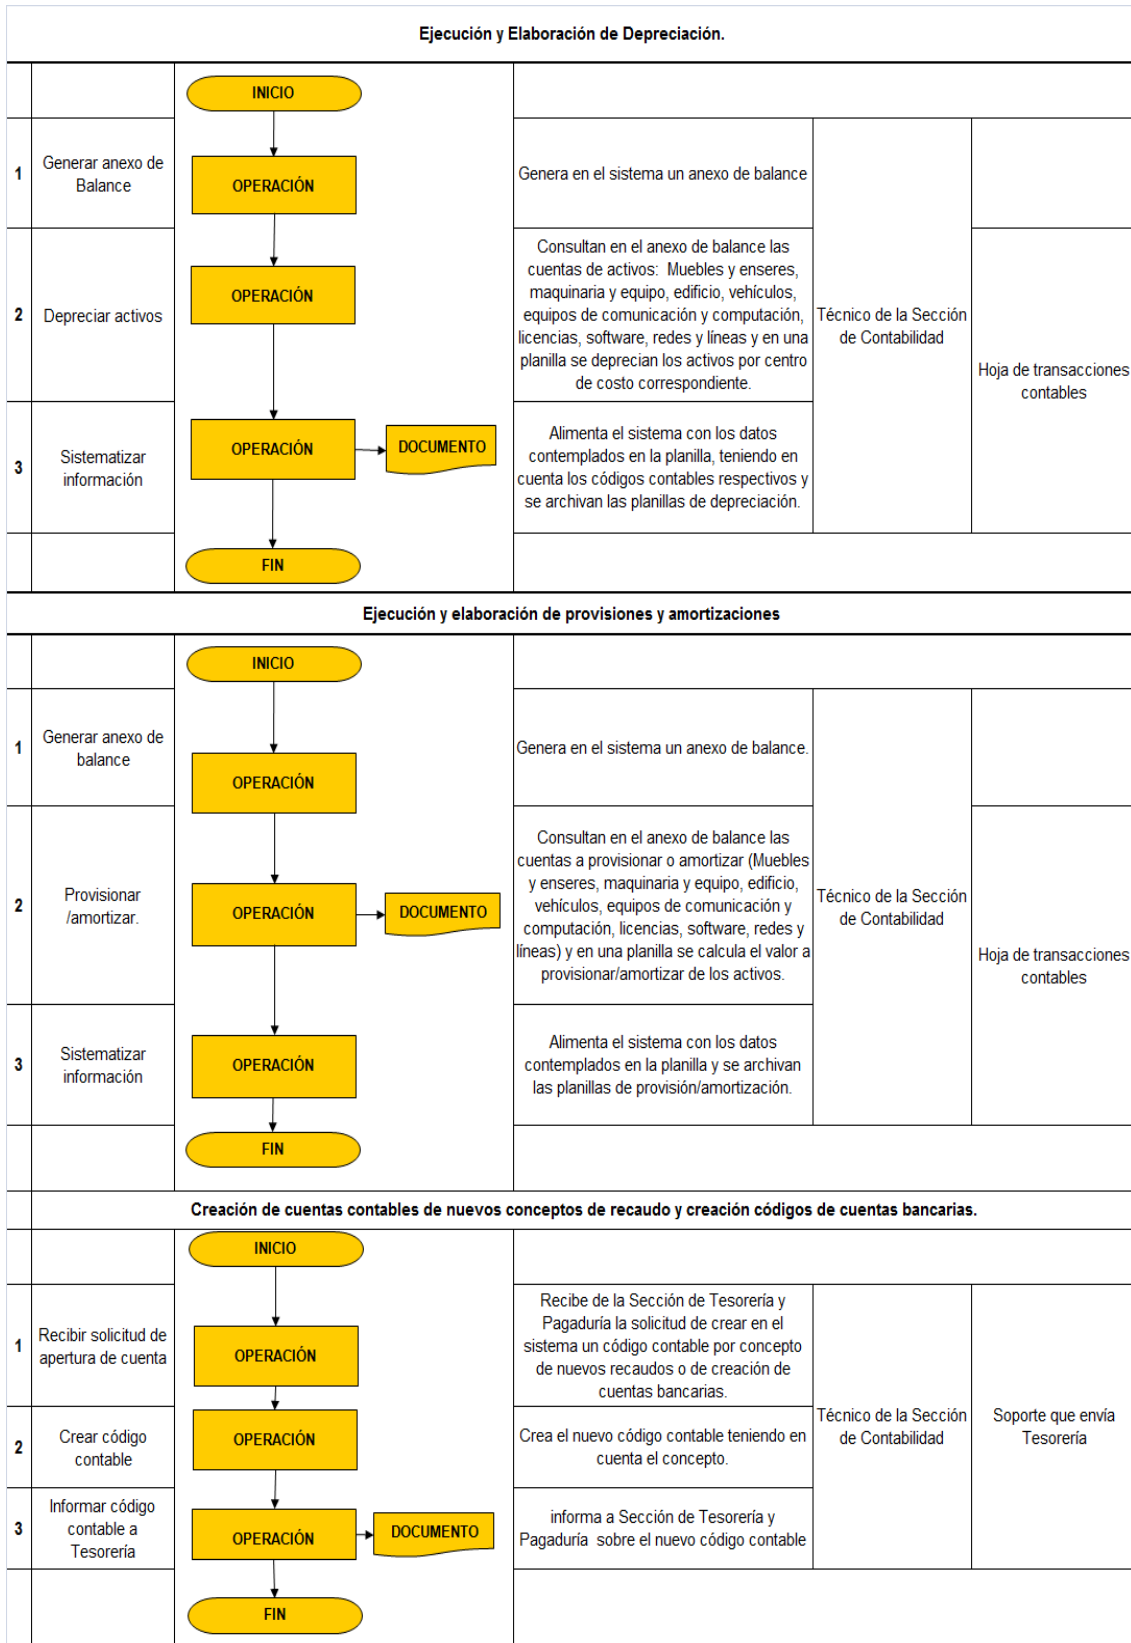 Ejecución y Elaboración de Depreciación.
INICIO
1
Generar anexo de
Balance
OPERACIÓN
Genera en el sistema un anexo de balance
2
Depreciar activos
OPERACIÓN
Consultan en el anexo de balance las
cuentas de activos: Muebles y enseres,
maquinaria y equipo, edificio, vehículos,
equipos de comunicación y computación,
licencias, software, redes y líneas y en una
planilla se deprecian los activos por centro
de costo correspondiente.
Técnico de la Sección
de Contabilidad
Hoja de transacciones
contables
3
Sistematizar
información
OPERACIÓN
DOCUMENTO
Alimenta el sistema con los datos
contemplados en la planilla, teniendo en
cuenta los códigos contables respectivos y
se archivan las planillas de depreciación.
FIN
Ejecución y elaboración de provisiones y amortizaciones
INICIO
1
Generar anexo de
balance
OPERACIÓN
Genera en el sistema un anexo de balance.
2
Provisionar
/amortizar.
OPERACIÓN
DOCUMENTO
Consultan en el anexo de balance las
cuentas a provisionar o amortizar (Muebles
y enseres, maquinaria y equipo, edificio,
vehículos, equipos de comunicación y
computación, licencias, software, redes y
líneas) y en una planilla se calcula el valor a
provisionar/amortizar de los activos.
Técnico de la Sección
de Contabilidad
Hoja de transacciones
contables
3
Sistematizar
información
OPERACIÓN
Alimenta el sistema con los datos
contemplados en la planilla y se archivan
las planillas de provisión/amortización.
FIN
Creación de cuentas contables de nuevos conceptos de recaudo y creación códigos de cuentas bancarias.
INICIO
1
Recibir solicitud de
apertura de cuenta
OPERACIÓN
Recibe de la Sección de Tesorería y
Pagaduría la solicitud de crear en el
sistema un código contable por concepto
de nuevos recaudos o de creación de
cuentas bancarias.
2
Crear código
contable
OPERACIÓN
Crea el nuevo código contable teniendo en
cuenta el concepto.
Técnico de la Sección
de Contabilidad
Soporte que envía
Tesorería
3
Informar código
contable a
Tesorería
OPERACIÓN
DOCUMENTO
informa a Sección de Tesorería y
Pagaduría sobre el nuevo código contable
FIN